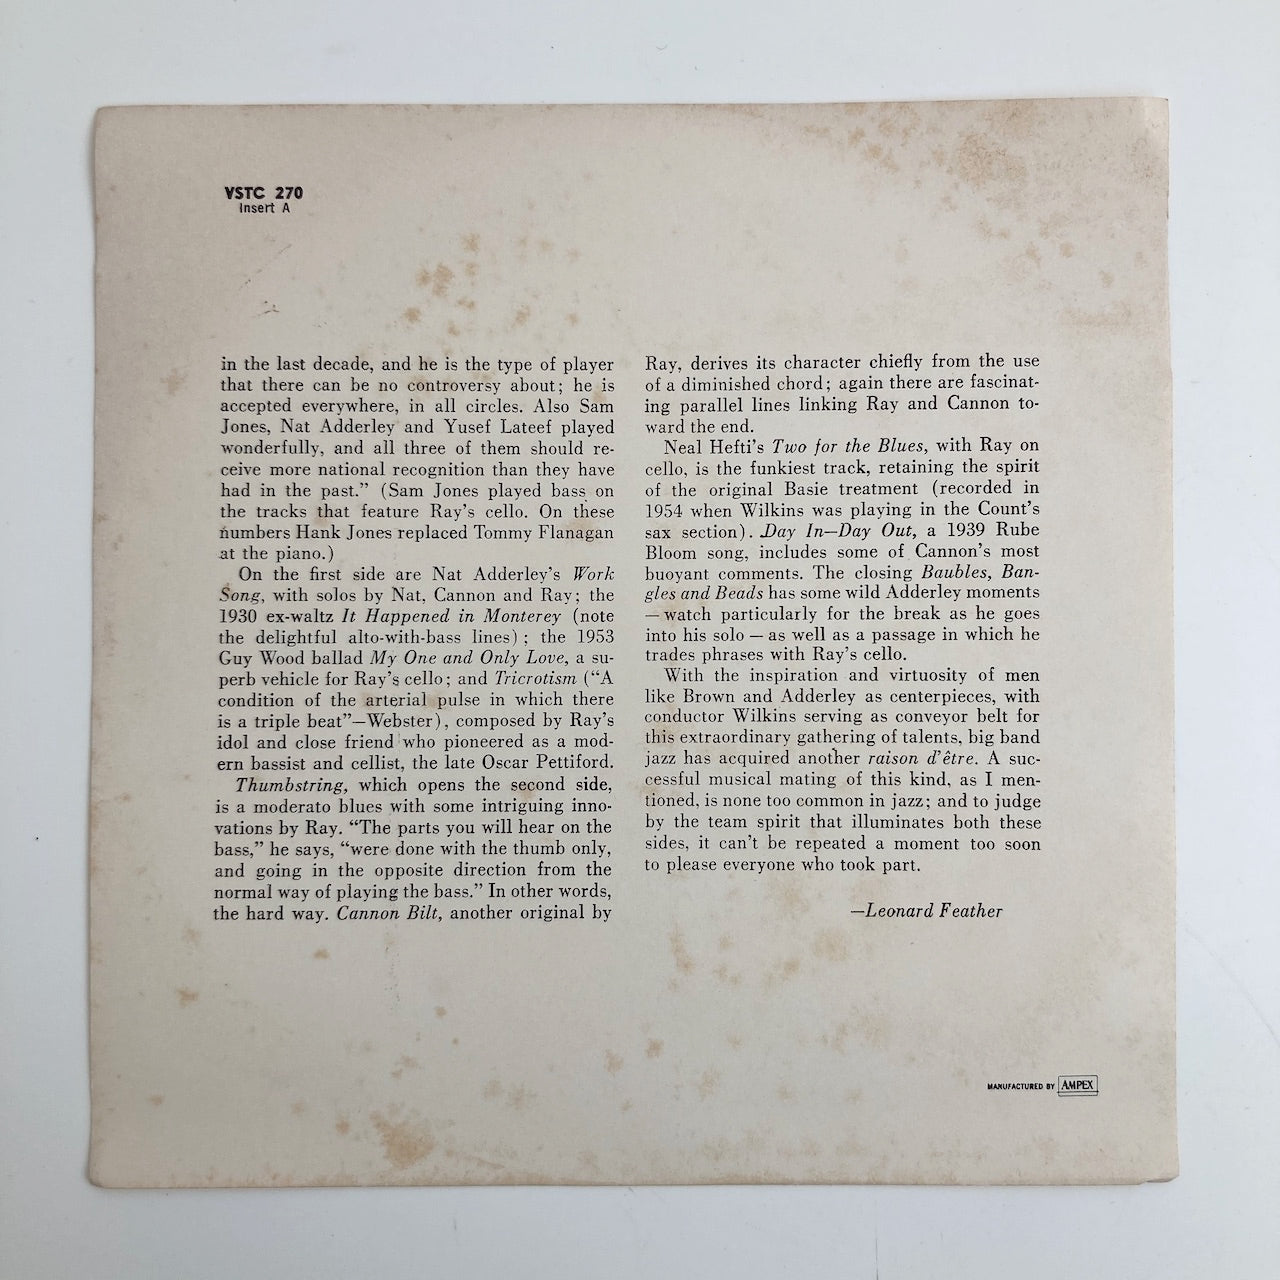 VSTC 270
Insert A
in the last decade, and he is the type of player
that there can be no controversy about; he is
accepted everywhere, in all circles. Also Sam
Jones, Nat Adderley and Yusef Lateef played
wonderfully, and all three of them should re-
ceive more national recognition than they have
had in the past.” (Sam Jones played bass on
the tracks that feature Ray’s cello. On these
numbers Hank Jones replaced Tommy Flanagan
at the piano.)
On the first side are Nat Adderley’s Work
Song, with solos by Nat, Cannon and Ray; the
1930 ex-waltz It Happened in Monterey (note
the delightful alto-with-bass lines); the 1953
Guy Wood ballad My One and Only Love, a su-
perb vehicle for Ray’s cello; and Tricrotism (“A
condition of the arterial pulse in which there
is a triple beat”—Webster), composed by Ray’s
idol and close friend who pioneered as a mod-
ern bassist and cellist, the late Oscar Pettiford.
Thumbstring, which opens the second side,
is a moderato blues with some intriguing inno-
vations by Ray. “The parts you will hear on the
bass,” he says, “were done with the thumb only,
and going in the opposite direction from the
normal way of playing the bass.” In other words,
the hard way. Cannon Bilt, another original by
Ray, derives its character chiefly from the use
of a diminished chord; again there are fascinat-
ing parallel lines linking Ray and Cannon to-
ward the end.
Neal Hefti’s Two for the Blues, with Ray on
cello, is the funkiest track, retaining the spirit
of the original Basie treatment (recorded in
1954 when Wilkins was playing in the Count’s
sax section). Day In—Day Out, a 1939 Rube
Bloom song, includes some of Cannon’s most
buoyant comments. The closing Baubles, Ban-
gles and Beads has some wild Adderley moments
— watch particularly for the break as he goes
into his solo — as well as a passage in which he
trades phrases with Ray’s cello.
With the inspiration and virtuosity of men
like Brown and Adderley as centerpieces, with
conductor Wilkins serving as conveyor belt for
this extraordinary gathering of talents, big band
jazz has acquired another raison d’être. A suc-
cessful musical mating of this kind, as I men-
tioned, is none too common in jazz; and to judge
by the team spirit that illuminates both these
sides, it can’t be repeated a moment too soon
to please everyone who took part.
—Leonard Feather
MANUFACTURED BY AMPEX